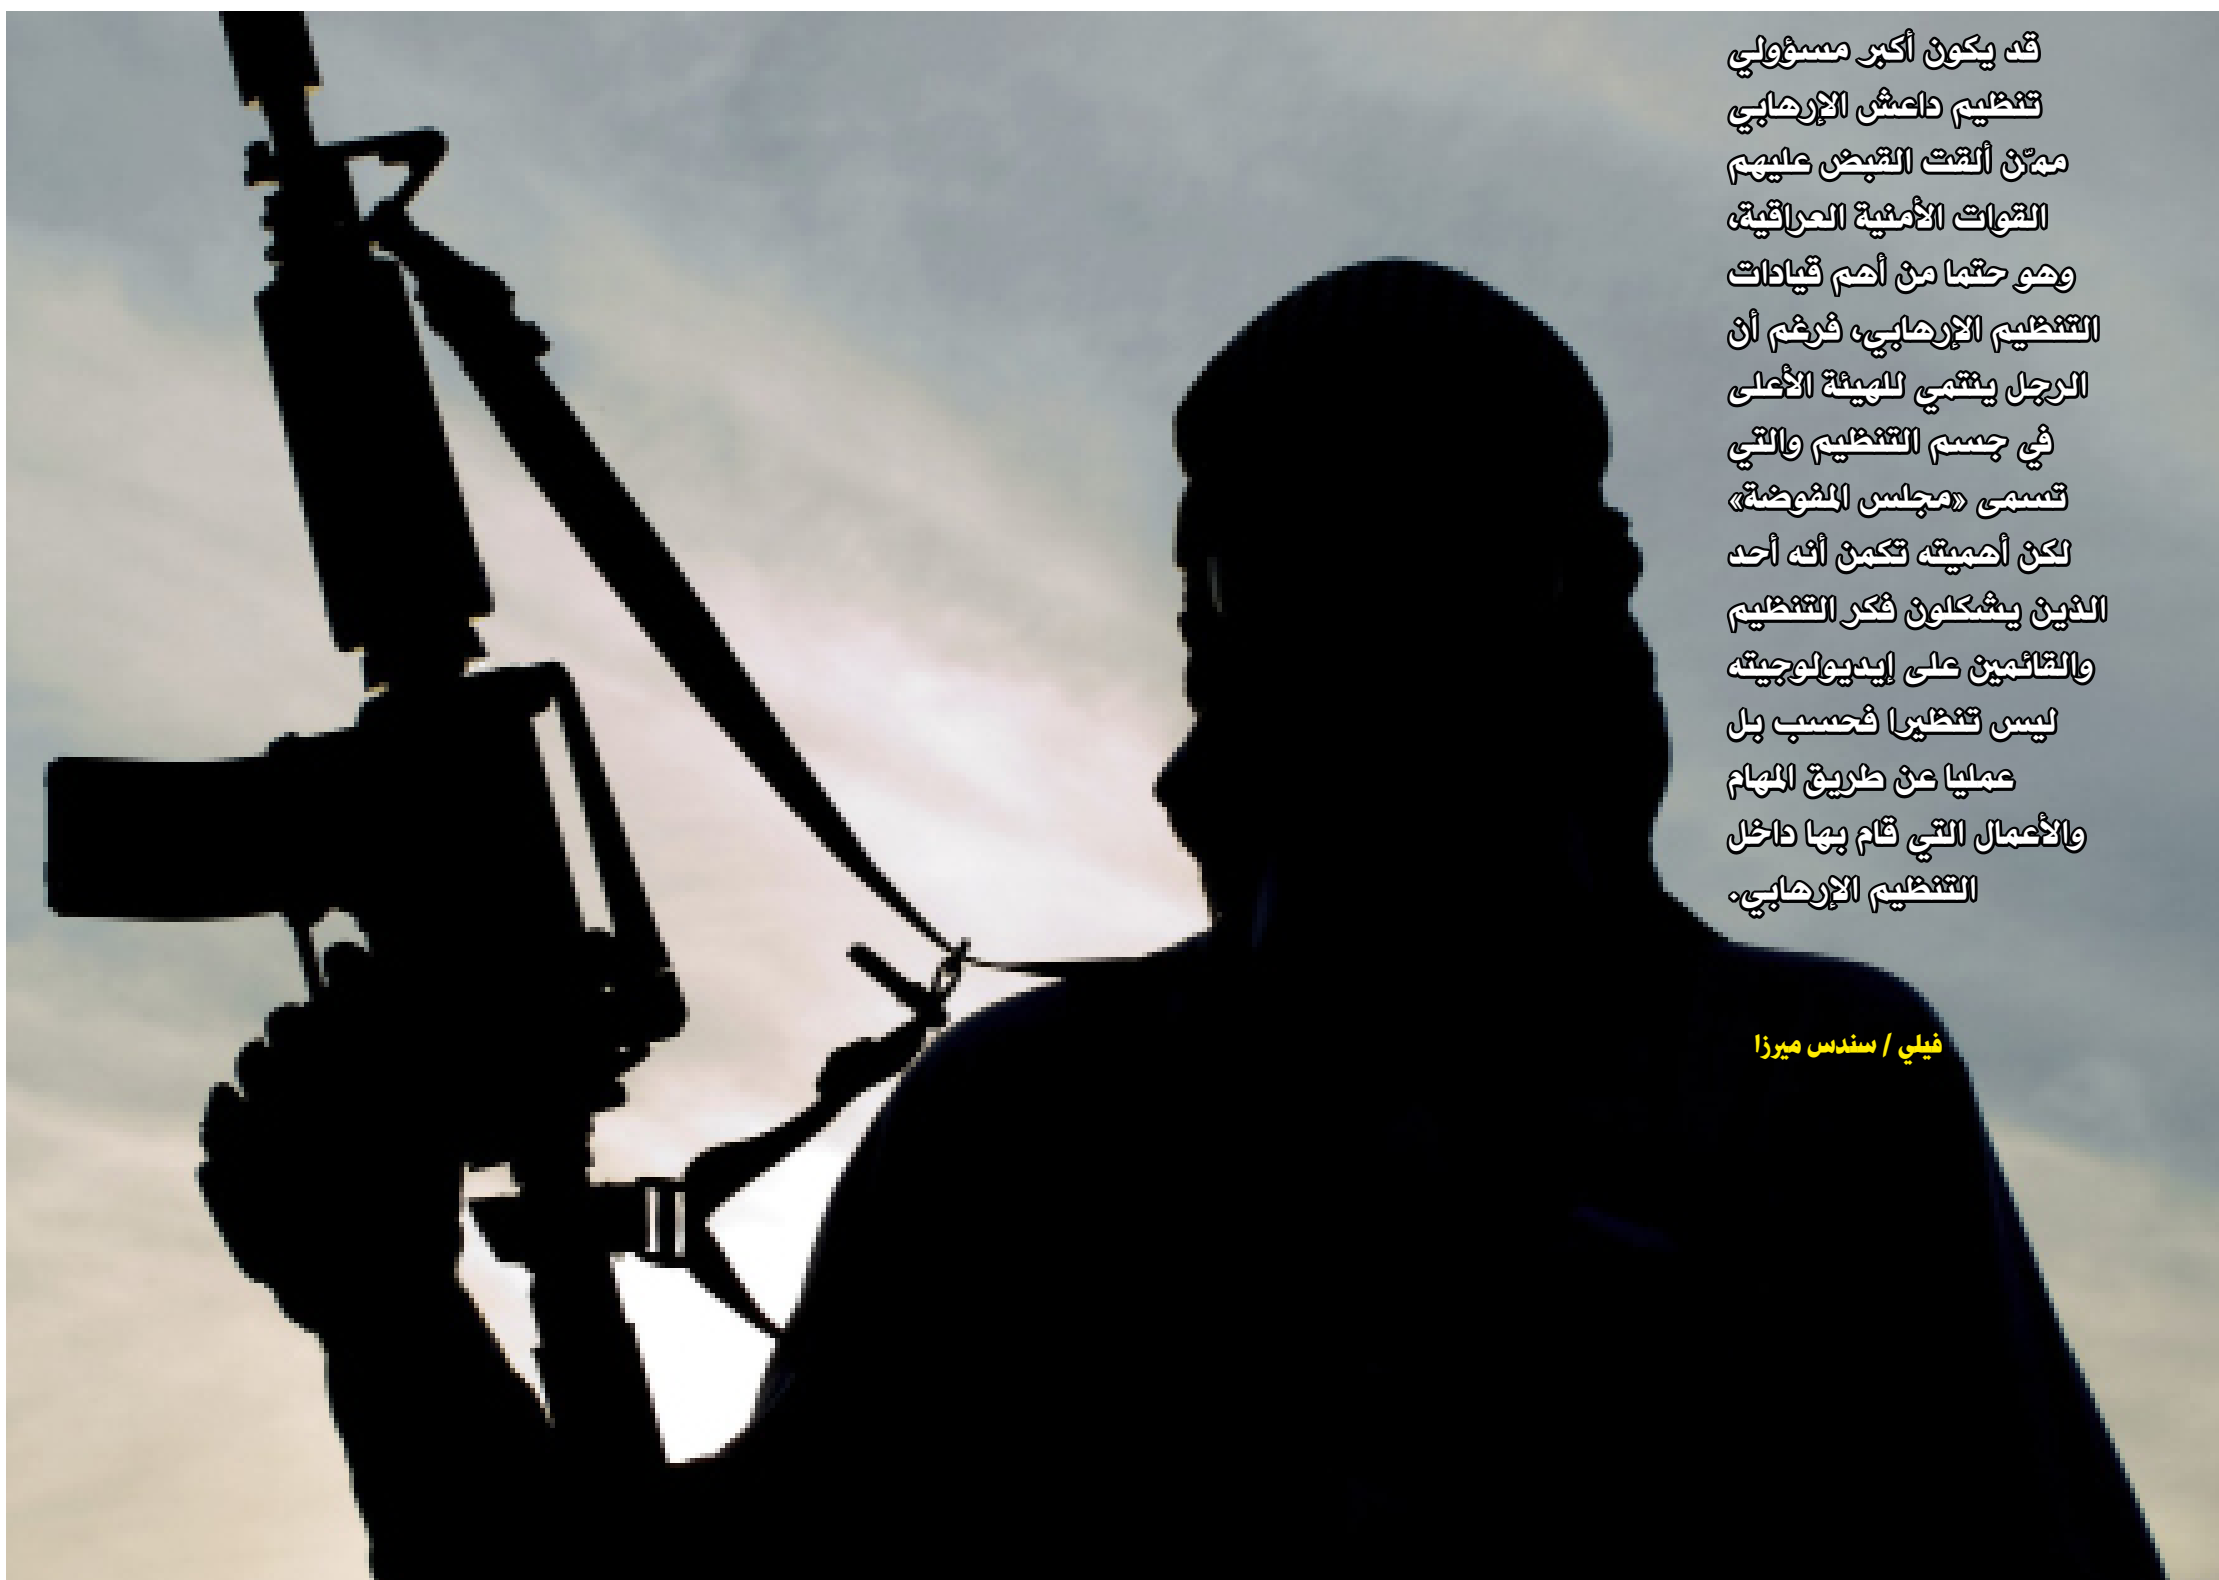 قد يكون أكبر مسؤولي
تنظيم داعش الإرهابي
ممّن ألقت القبض عليهم
القوات الأمنية العراقية،
وهو حتما من أهم قيادات
التنظيم الإرهابي، فرغم أن
الرجل ينتمي للهيئة الأعلى
في جسم التنظيم والتي
تسمى «مجلس المفوضة»
لكن أهميته تكمن أنه أحد
الذين يشكلون فكر التنظيم
والقائمين على إيديولوجيته
ليس تنظيرا فحسب بل
عمليا عن طريق المهام
والأعمال التي قام بها داخل
التنظيم الإرهابي.
فيلي / سندس ميرزا